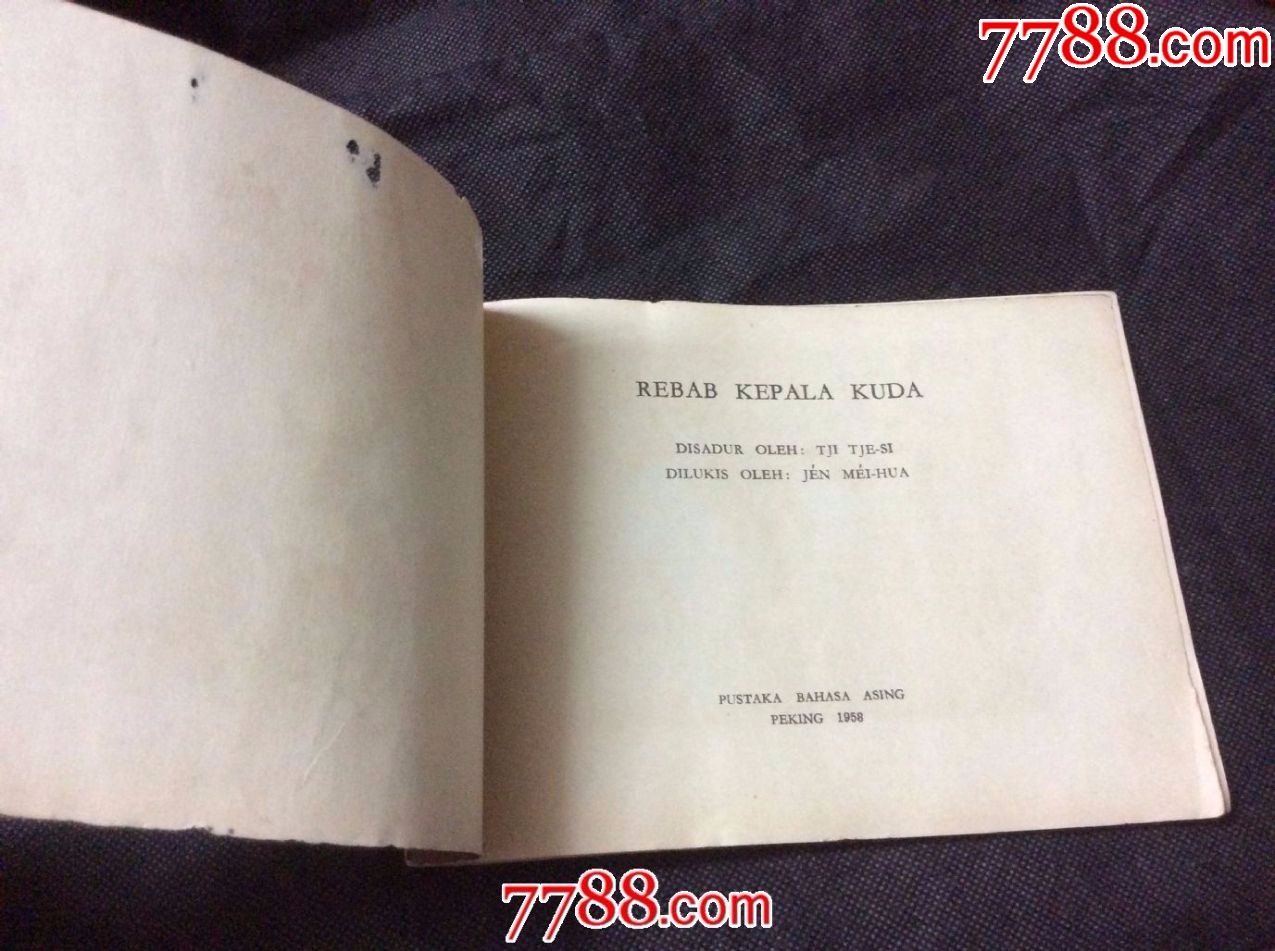 7788.com
REBAB KEPALA KUDA
DISADUR OLEH: TJI TJE-SI
DILUKIS OLEH: JÉN MÉI-HUA
PUSTAKA BAHASA ASING
PEKING 1958
7788.com